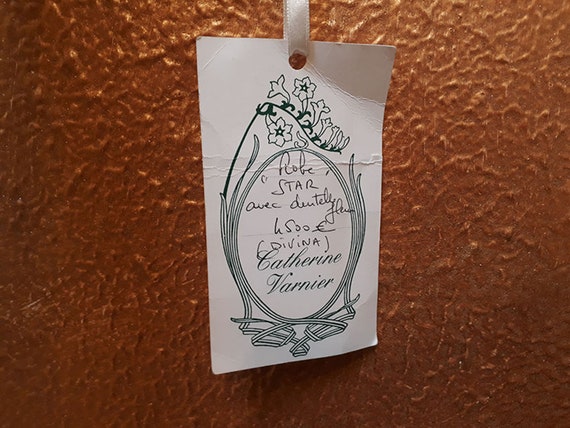 S
"Robe"
STAR
avec dentelle
4500€
(DIVINA)
Catherine
Varnier